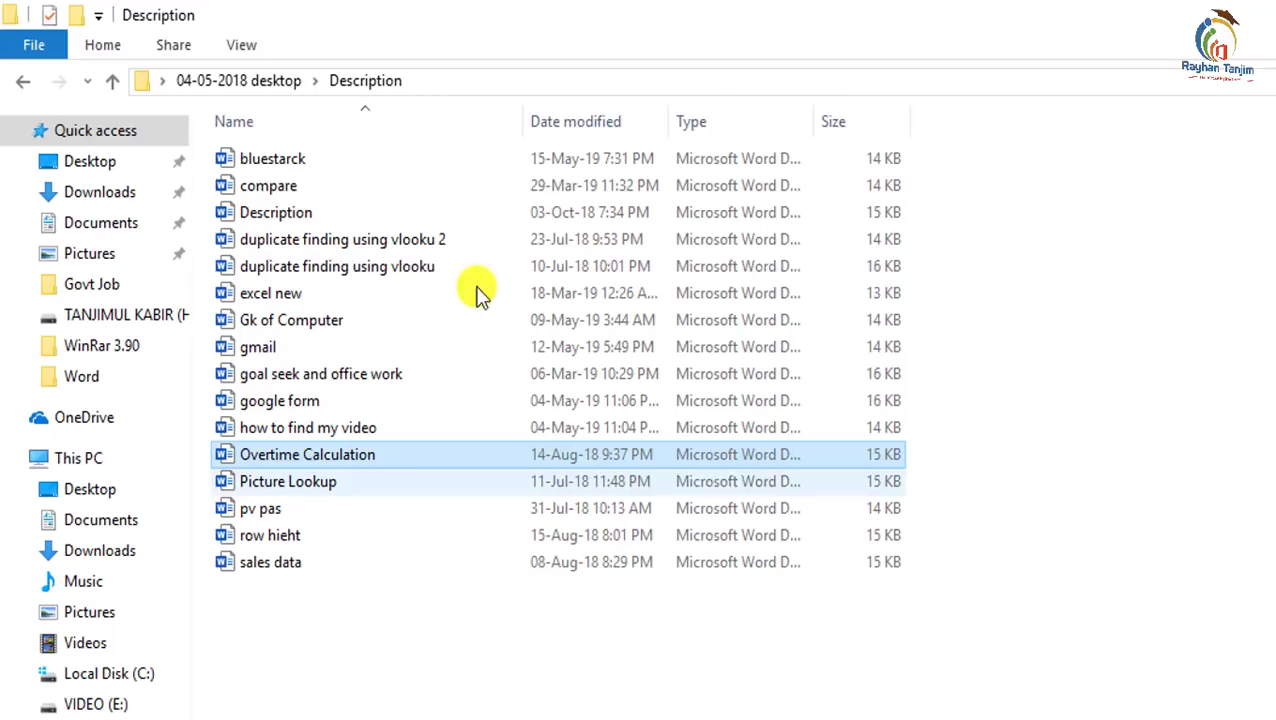 Description
File Home Share View
04-05-2018 desktop Description
Rayhan Tanjim
Name Date modified Type Size
Quick access
Desktop
Downloads
Documents
Pictures
Govt Job
TANJIMUL KABIR (H
WinRar 3.90
Word
OneDrive
This PC
Desktop
Documents
Downloads
Music
Pictures
Videos
Local Disk (C:)
VIDEO (E:)
bluestarck 15-May-19 7:31 PM Microsoft Word D... 14 KB
compare 29-Mar-19 11:32 PM Microsoft Word D... 14 KB
Description 03-Oct-18 7:34 PM Microsoft Word D... 15 KB
duplicate finding using vlooku 2 23-Jul-18 9:53 PM Microsoft Word D... 14 KB
duplicate finding using vlooku 10-Jul-18 10:01 PM Microsoft Word D... 16 KB
excel new 18-Mar-19 12:26 A... Microsoft Word D... 13 KB
Gk of Computer 09-May-19 3:44 AM Microsoft Word D... 14 KB
gmail 12-May-19 5:49 PM Microsoft Word D... 14 KB
goal seek and office work 06-Mar-19 10:29 PM Microsoft Word D... 16 KB
google form 04-May-19 11:06 P... Microsoft Word D... 16 KB
how to find my video 04-May-19 11:04 P... Microsoft Word D... 14 KB
Overtime Calculation 14-Aug-18 9:37 PM Microsoft Word D... 15 KB
Picture Lookup 11-Jul-18 11:48 PM Microsoft Word D... 15 KB
pv pas 31-Jul-18 10:13 AM Microsoft Word D... 14 KB
row hieht 15-Aug-18 8:01 PM Microsoft Word D... 15 KB
sales data 08-Aug-18 8:29 PM Microsoft Word D... 15 KB